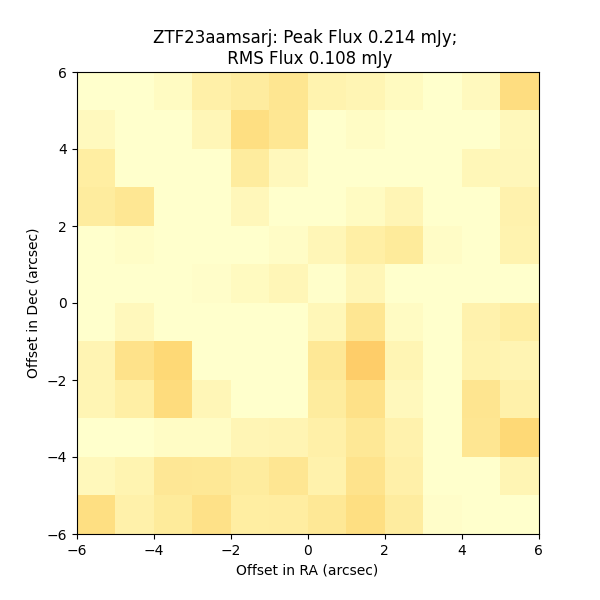 ZTF23aamsarj: Peak Flux 0.214 mJy;
RMS Flux 0.108 mJy
6
4
2
0
−2
−4
−6
Offset in Dec (arcsec)
−6 −4 −2 0 2 4 6
Offset in RA (arcsec)